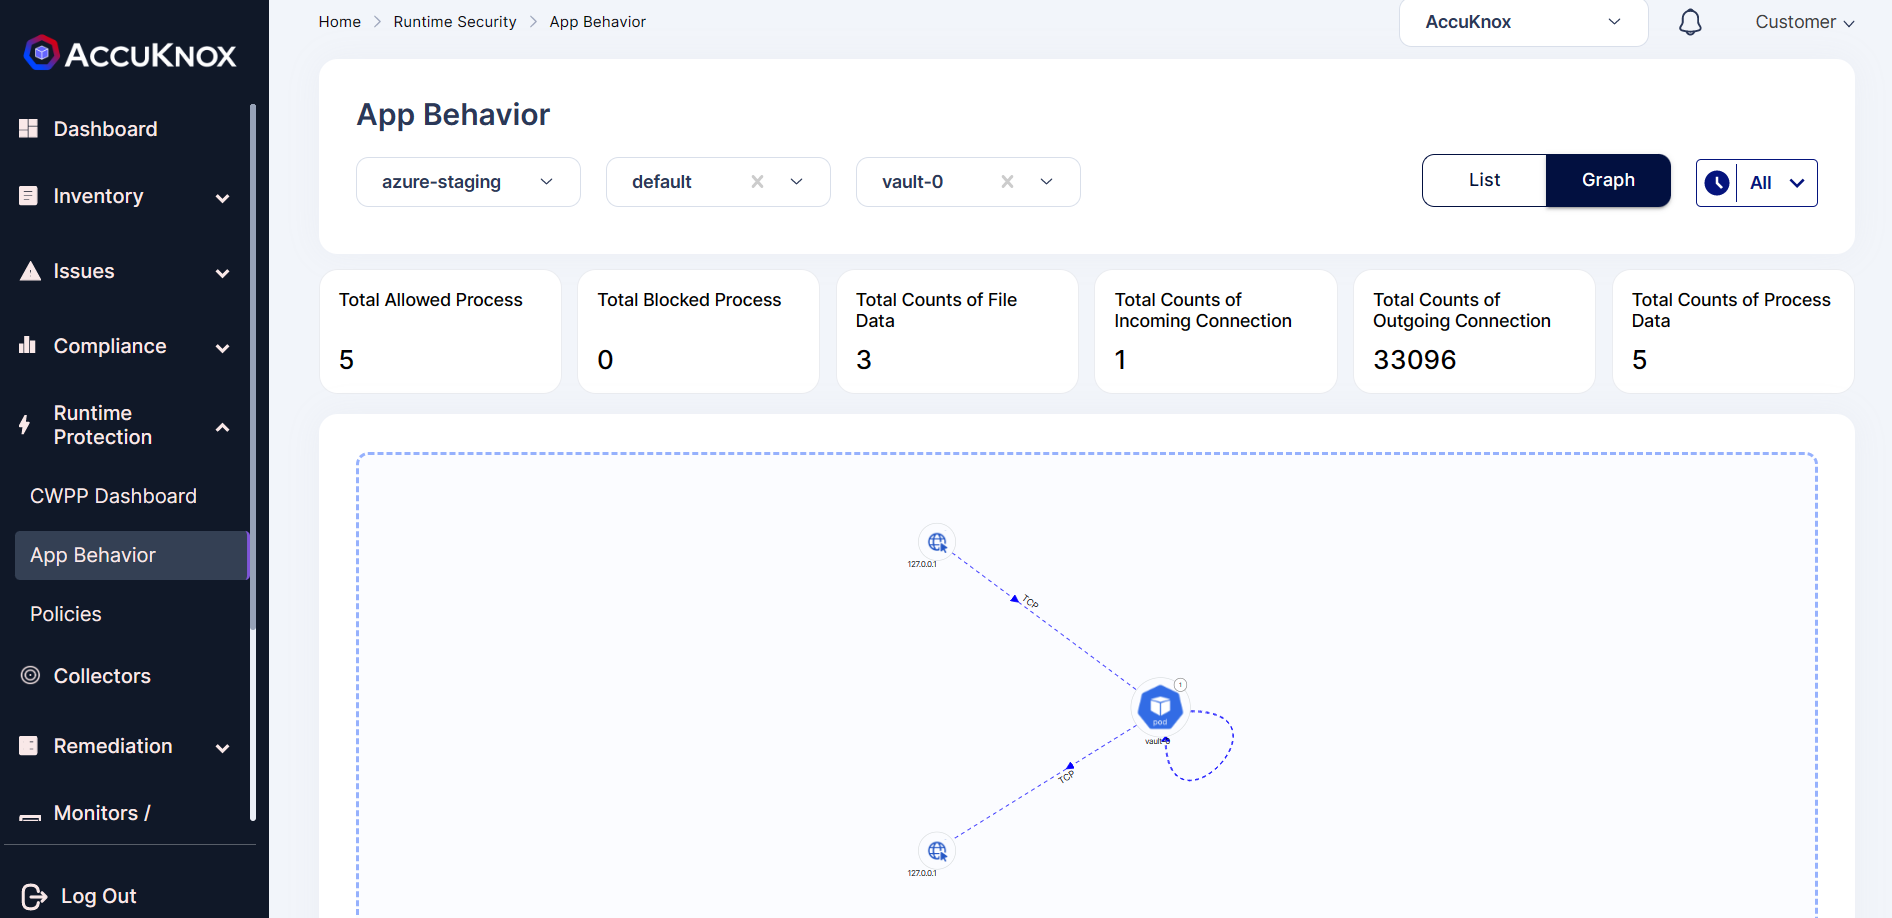 ACCUKNOX
Dashboard
Inventory
Issues
Compliance
Runtime
Protection
CWPP Dashboard
App Behavior
Policies
Collectors
Remediation
Monitors /
Log Out
Home > Runtime Security > App Behavior
AccuKnox
Customer
App Behavior
azure-staging
default
vault-0
List
Graph
All
Total Allowed Process
5
Total Blocked Process
0
Total Counts of File
Data
3
Total Counts of
Incoming Connection
1
Total Counts of
Outgoing Connection
33096
Total Counts of Process
Data
5
127.0.0.1
TCP
1
pod
vault-0
TCP
127.0.0.1